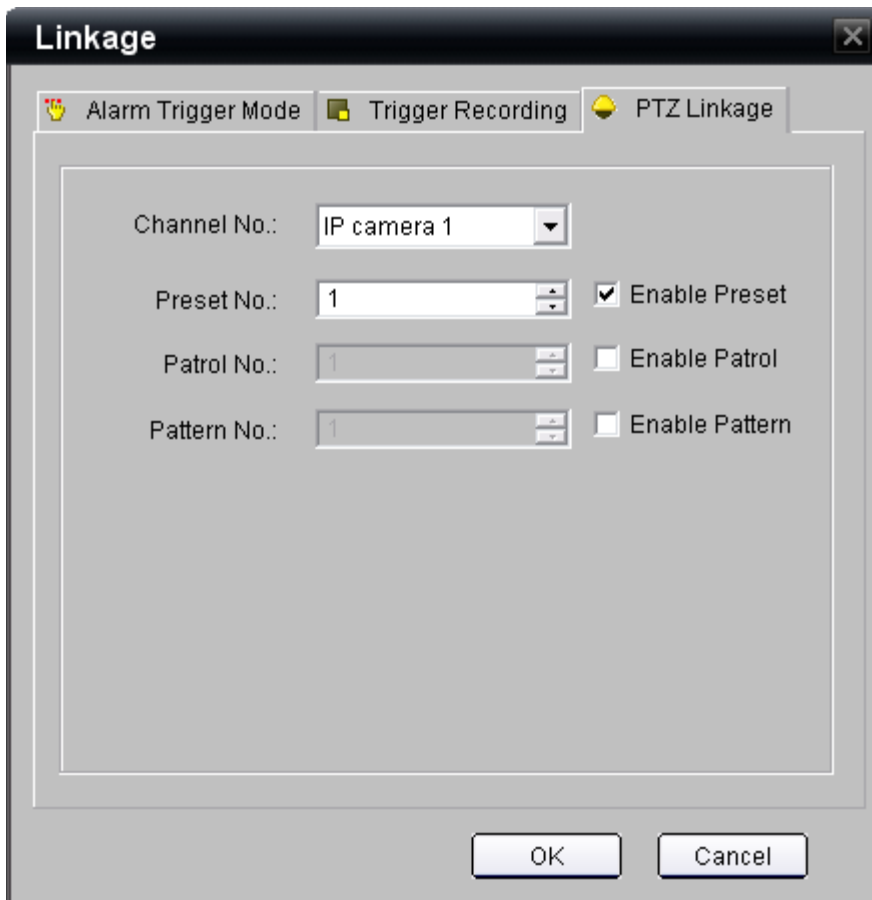 Linkage
Alarm Trigger Mode Trigger Recording PTZ Linkage
Channel No.: IP camera 1
Preset No.: 1 Enable Preset
Patrol No.: 1 Enable Patrol
Pattern No.: 1 Enable Pattern
OK Cancel